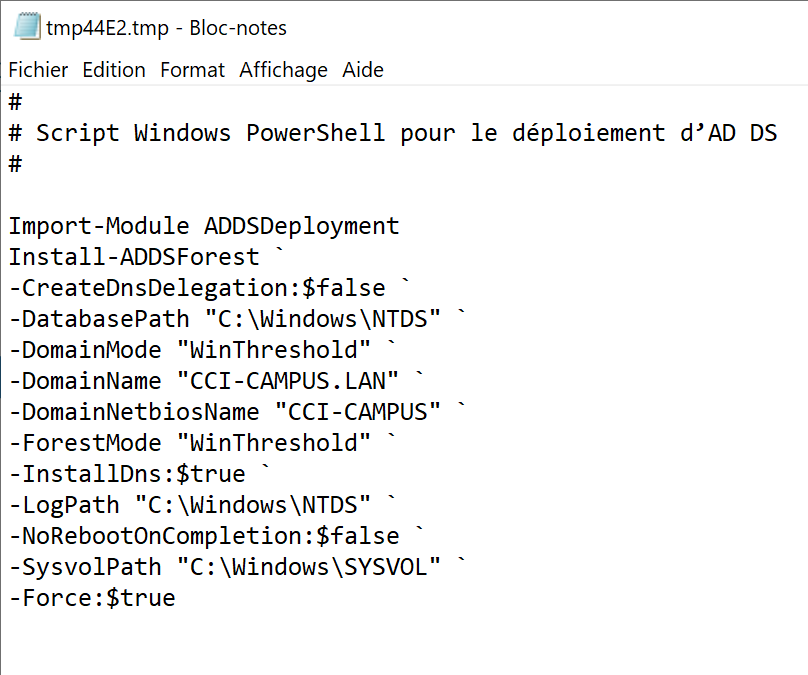 tmp44E2.tmp - Bloc-notes
Fichier Edition Format Affichage Aide
#
# Script Windows PowerShell pour le déploiement d’AD DS
#
Import-Module ADDSDeployment
Install-ADDSForest `
-CreateDnsDelegation:$false `
-DatabasePath "C:\Windows\NTDS" `
-DomainMode "WinThreshold" `
-DomainName "CCI-CAMPUS.LAN" `
-DomainNetbiosName "CCI-CAMPUS" `
-ForestMode "WinThreshold" `
-InstallDns:$true `
-LogPath "C:\Windows\NTDS" `
-NoRebootOnCompletion:$false `
-SysvolPath "C:\Windows\SYSVOL" `
-Force:$true